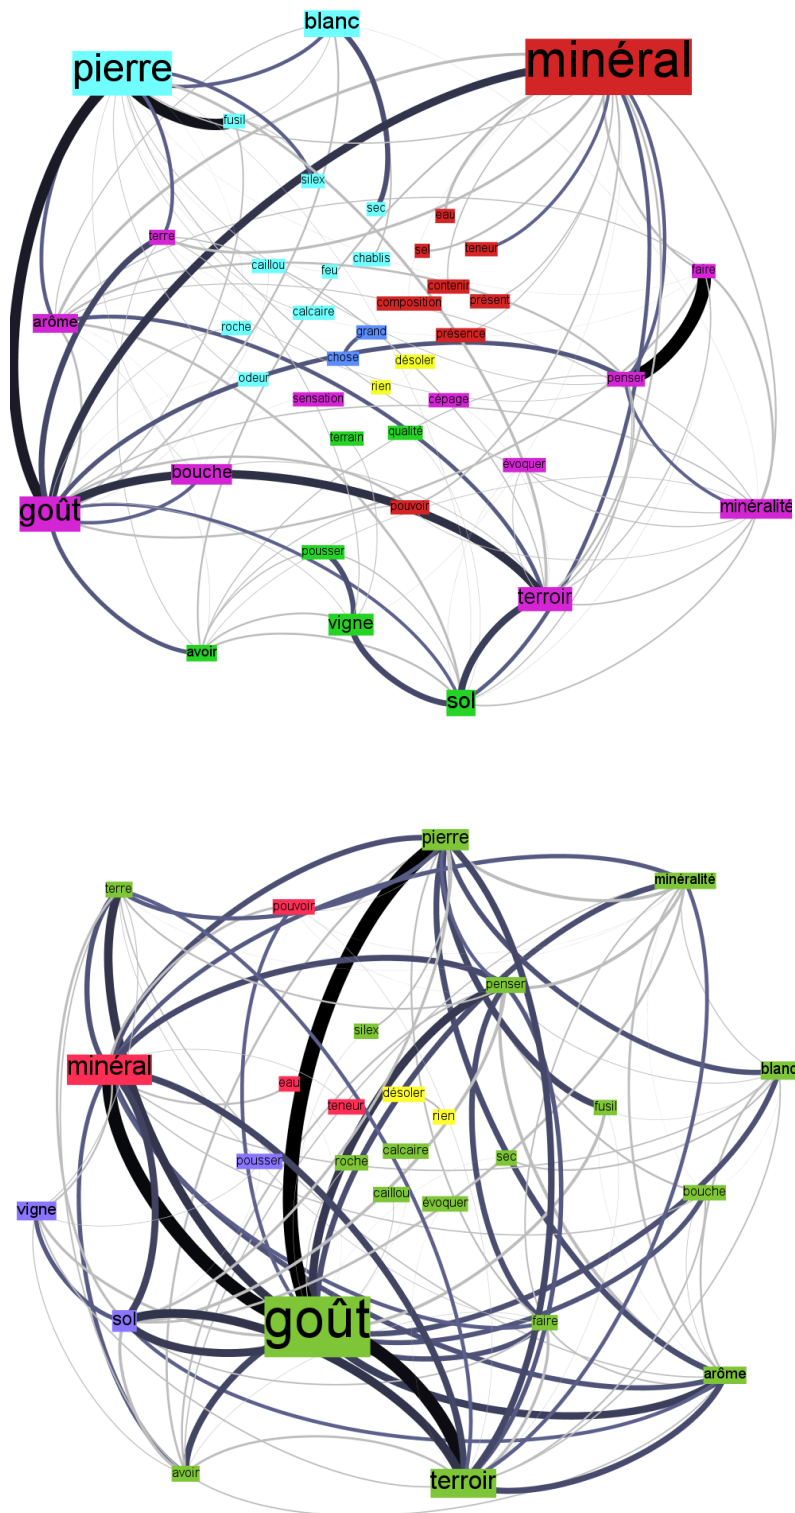 blanc
minéral
pierre
fusil
silex
sec
eau
terre
sel
teneur
chablis
caillou
feu
faire
contenir
calcaire
composition
présent
arôme
roche
grand
présence
chose
désoler
odeur
rien
penser
sensation
cépage
terrain
qualité
évoquer
bouche
goût
pouvoir
minéralité
pousser
terroir
vigne
avoir
sol
pierre
terre
minéralité
pouvoir
penser
silex
minéral
blanc
eau
désoler
teneur
fusil
rien
calcaire
pousser
roche
sec
caillou
évoquer
bouche
vigne
sol
goût
faire
arôme
avoir
terroir